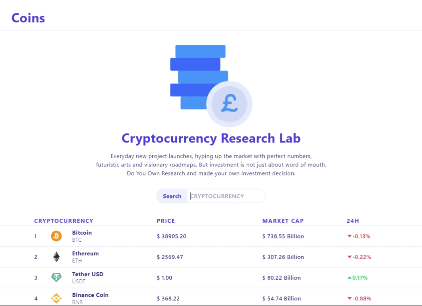 Coins
£
Cryptocurrency Research Lab
Everyday new project launches, hyping up the market with perfect numbers,
futuristic arts and visionary roadmaps. But investment is not just about word of mouth.
Do You Own Research and made your own investment decision.
Search CRYPTOCURRENCY
CRYPTOCURRENCY PRICE MARKET CAP 24H
1 Bitcoin BTC $ 38905.20 $ 738.55 Billion -0.13%
2 Ethereum ETH $ 2569.47 $ 307.26 Billion -0.22%
3 Tether USD USDT $ 1.00 $ 80.22 Billion 0.17%
4 Binance Coin BNB $ 368.22 $ 54.74 Billion -0.88%